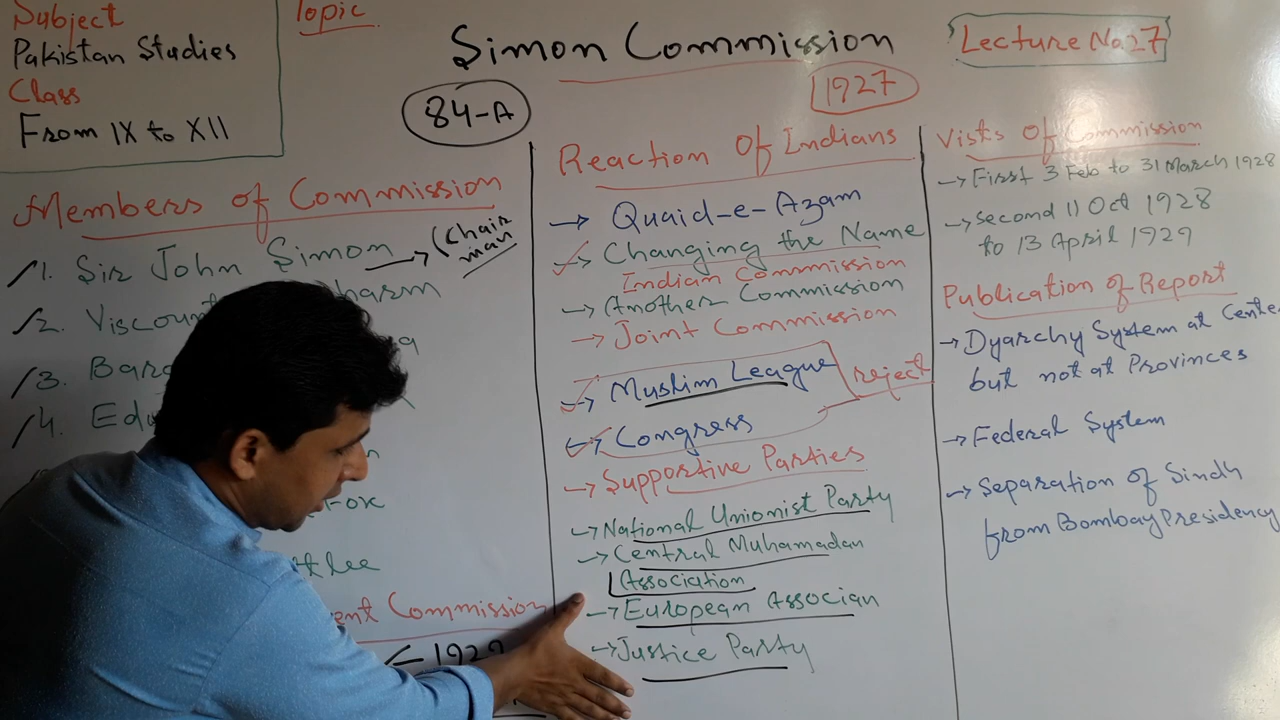 Subject
Pakistan Studies
Class
From IX to XII
Topic
Simon Commission
1927
84-A
Lecture No.27
Members of Commission
1. Sir John Simon → (Chairman
2. Viscount
3. Bar
4. Edu
Fox
ttlee
ent Commission
← 1929
Reaction Of Indians
→ Quaid-e-Azam
→ Changing the Name
Indian Commission
→ Another Commission
→ Joint Commission
→ Muslim League
reject
→ Congress
→ Supportive Parties
→ National Unionist Party
→ Central Muhamadan
Association
→ European Associan
→ Justice Party
Vists Of Commission
→ First 3 Feb to 31 March 1928
→ Second 11 Oct 1928
to 13 April 1929
Publication of Report
→ Dyarchy System at Cente
but not at Provinces
→ Federal System
→ Separation of Sindh
from Bombay Presidency